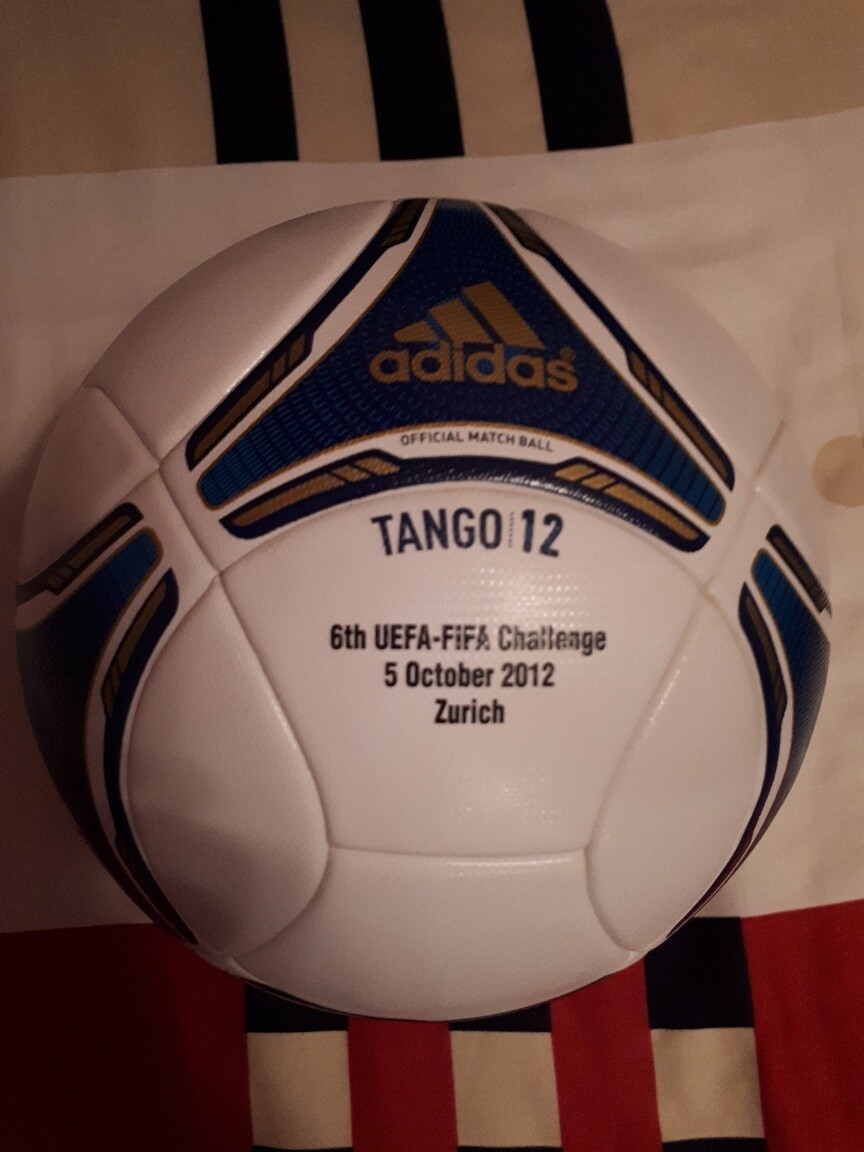 adidas®
OFFICIAL MATCH BALL
TANGO 12
6th UEFA-FIFA Challenge
5 October 2012
Zurich